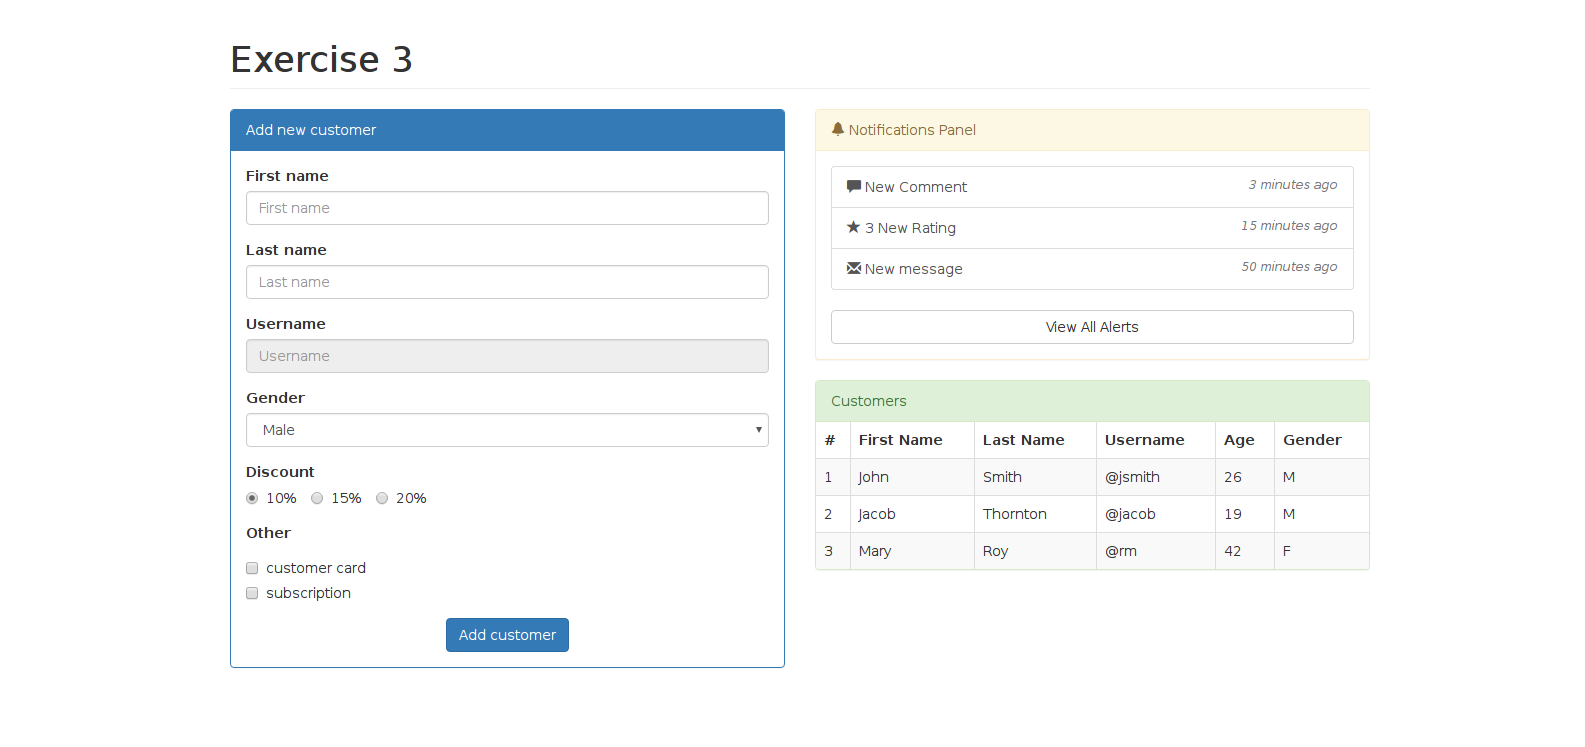 Exercise 3
Add new customer
First name
First name
Last name
Last name
Username
Username
Gender
Male
Discount
10% 15% 20%
Other
customer card
subscription
Add customer
Notifications Panel
New Comment 3 minutes ago
3 New Rating 15 minutes ago
New message 50 minutes ago
View All Alerts
Customers
# First Name Last Name Username Age Gender
1 John Smith @jsmith 26 M
2 Jacob Thornton @jacob 19 M
3 Mary Roy @rm 42 F